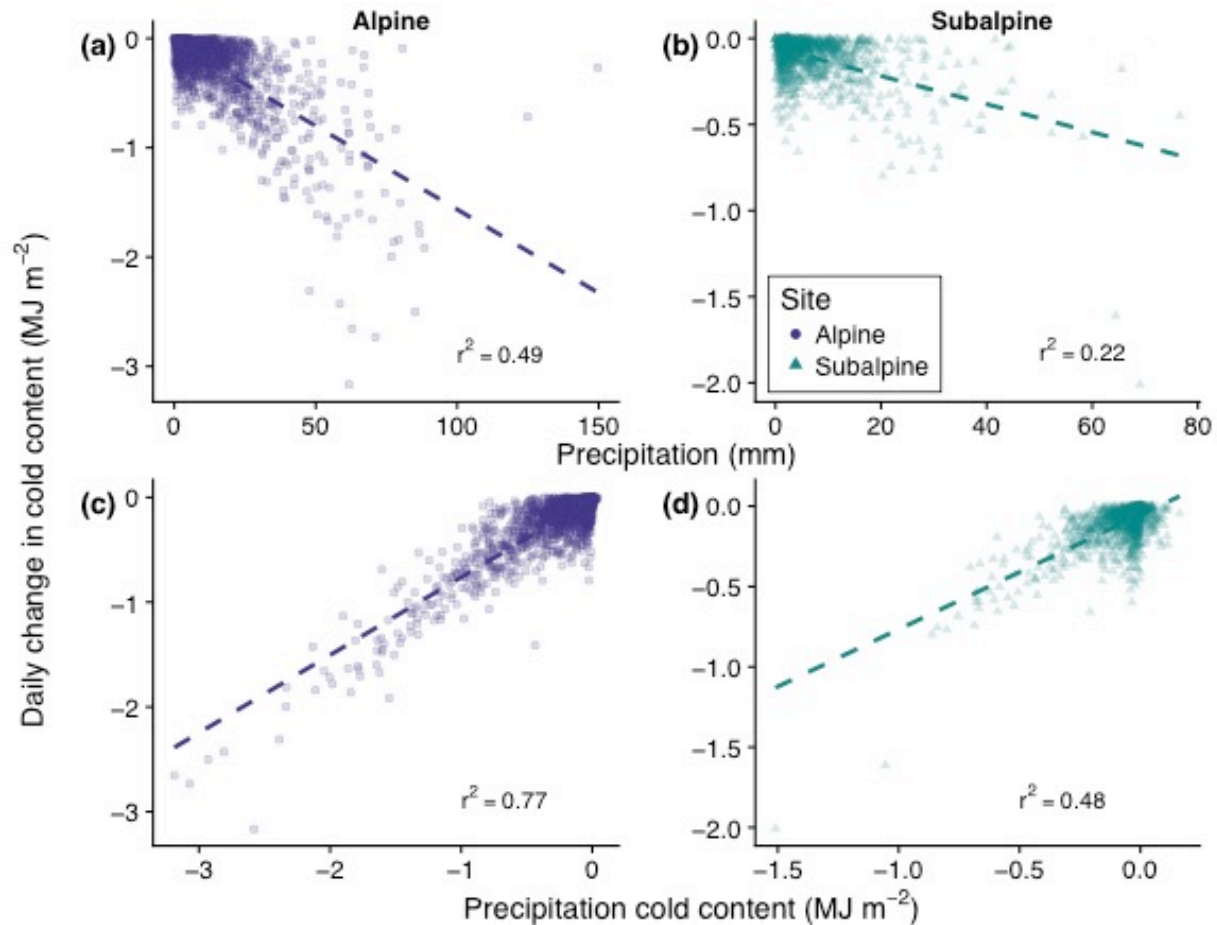 Alpine
Subalpine
Daily change in cold content (MJ m⁻²)
(a)
0
−1
−2
−3
r² = 0.49
0
50
100
150
(b)
0.0
−0.5
−1.0
−1.5
−2.0
Site
Alpine
Subalpine
r² = 0.22
0
20
40
60
80
Precipitation (mm)
(c)
0
−1
−2
−3
r² = 0.77
−3
−2
−1
0
(d)
0.0
−0.5
−1.0
−1.5
−2.0
r² = 0.48
−1.5
−1.0
−0.5
0.0
Precipitation cold content (MJ m⁻²)